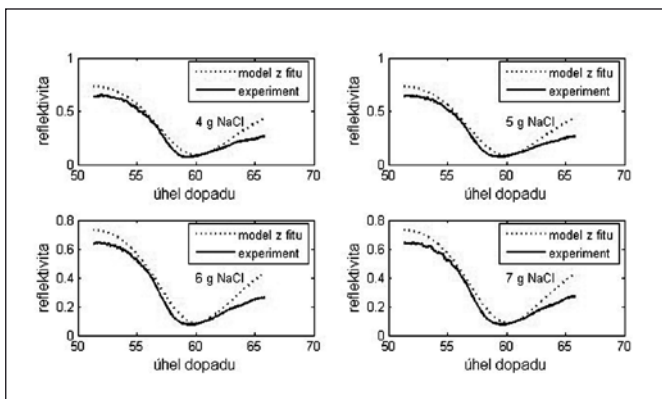 1
0.5
0
50 55 60 65 70
reflektivita
úhel dopadu
model z fitu
experiment
4 g NaCl
1
0.5
0
50 55 60 65 70
reflektivita
úhel dopadu
model z fitu
experiment
5 g NaCl
0.8
0.6
0.4
0.2
0
50 55 60 65 70
reflektivita
úhel dopadu
model z fitu
experiment
6 g NaCl
0.8
0.6
0.4
0.2
0
50 55 60 65 70
reflektivita
úhel dopadu
model z fitu
experiment
7 g NaCl